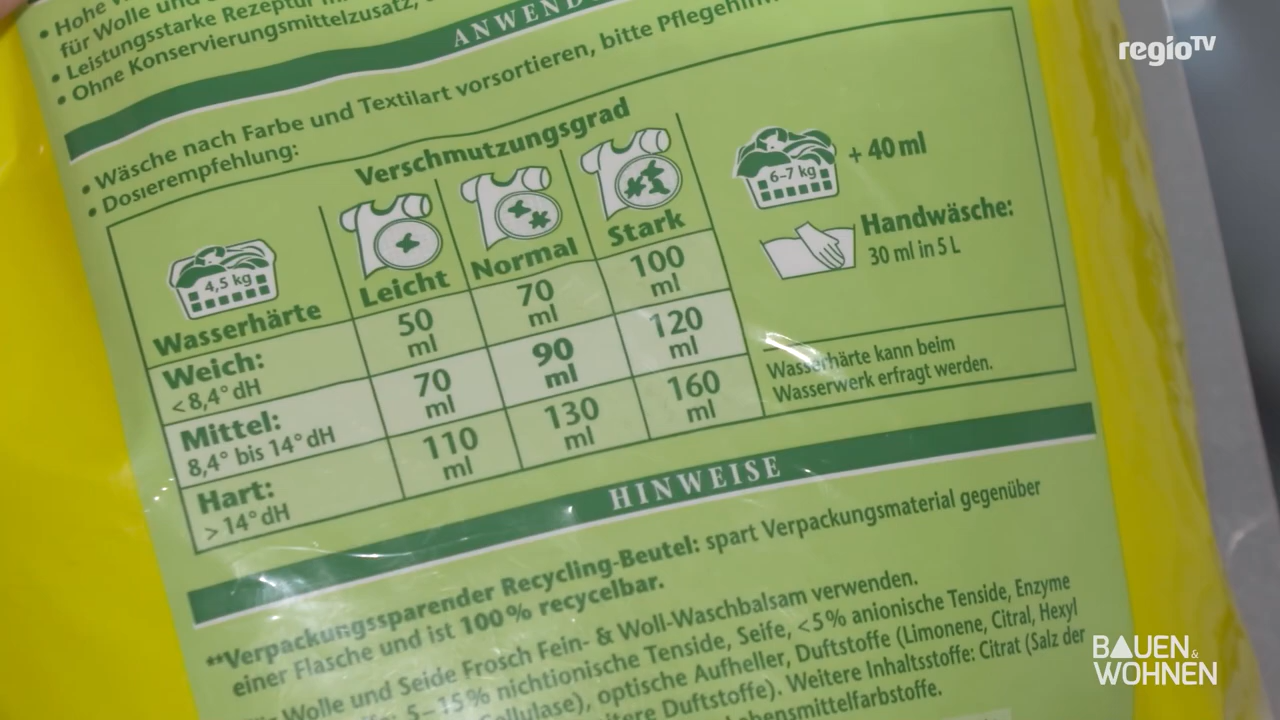 • Hohe
für Wolle und
• Leistungsstarke Rezeptur
• Ohne Konservierungsmittelzusatz,
regioTV
• Wäsche nach Farbe und Textilart vorsortieren, bitte
• Dosierempfehlung:
Verschmutzungsgrad
4,5 kg
Wasserhärte
Leicht
Normal
Stark
Weich:
< 8,4° dH
50 ml
70 ml
100 ml
Mittel:
8,4° bis 14° dH
70 ml
90 ml
120 ml
Hart:
> 14° dH
110 ml
130 ml
160 ml
6-7 kg
+ 40 ml
Handwäsche:
30 ml in 5 L
Wasserhärte kann beim
Wasserwerk erfragt werden.
HINWEISE
**Verpackungssparender Recycling-Beutel: spart Verpackungsmaterial gegenüber
einer Flasche und ist 100% recycelbar.
Wolle und Seide Frosch Fein- & Woll-Waschbalsam verwenden.
5–15% nichtionische Tenside, Seife, <5% anionische Tenside, Enzyme
optische Aufheller, Duftstoffe (Limonene, Citral, Hexyl
Duftstoffe). Weitere Inhaltsstoffe: Citrat (Salz der
BAUEN &
WOHNEN